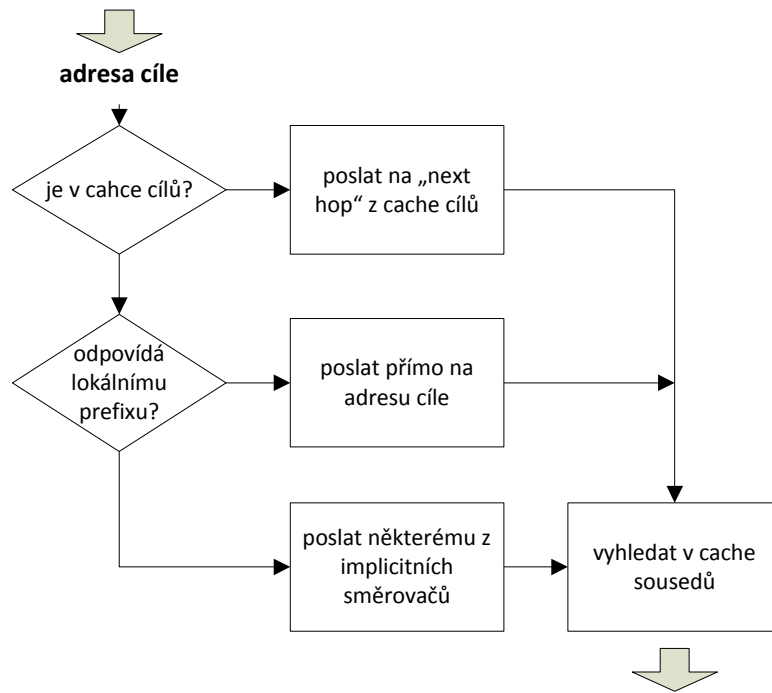 adresa cíle
je v cahce cílů?
poslat na „next
hop“ z cache cílů
odpovídá
lokálnímu
prefixu?
poslat přímo na
adresu cíle
poslat některému z
implicitních
směrovačů
vyhledat v cache
sousedů